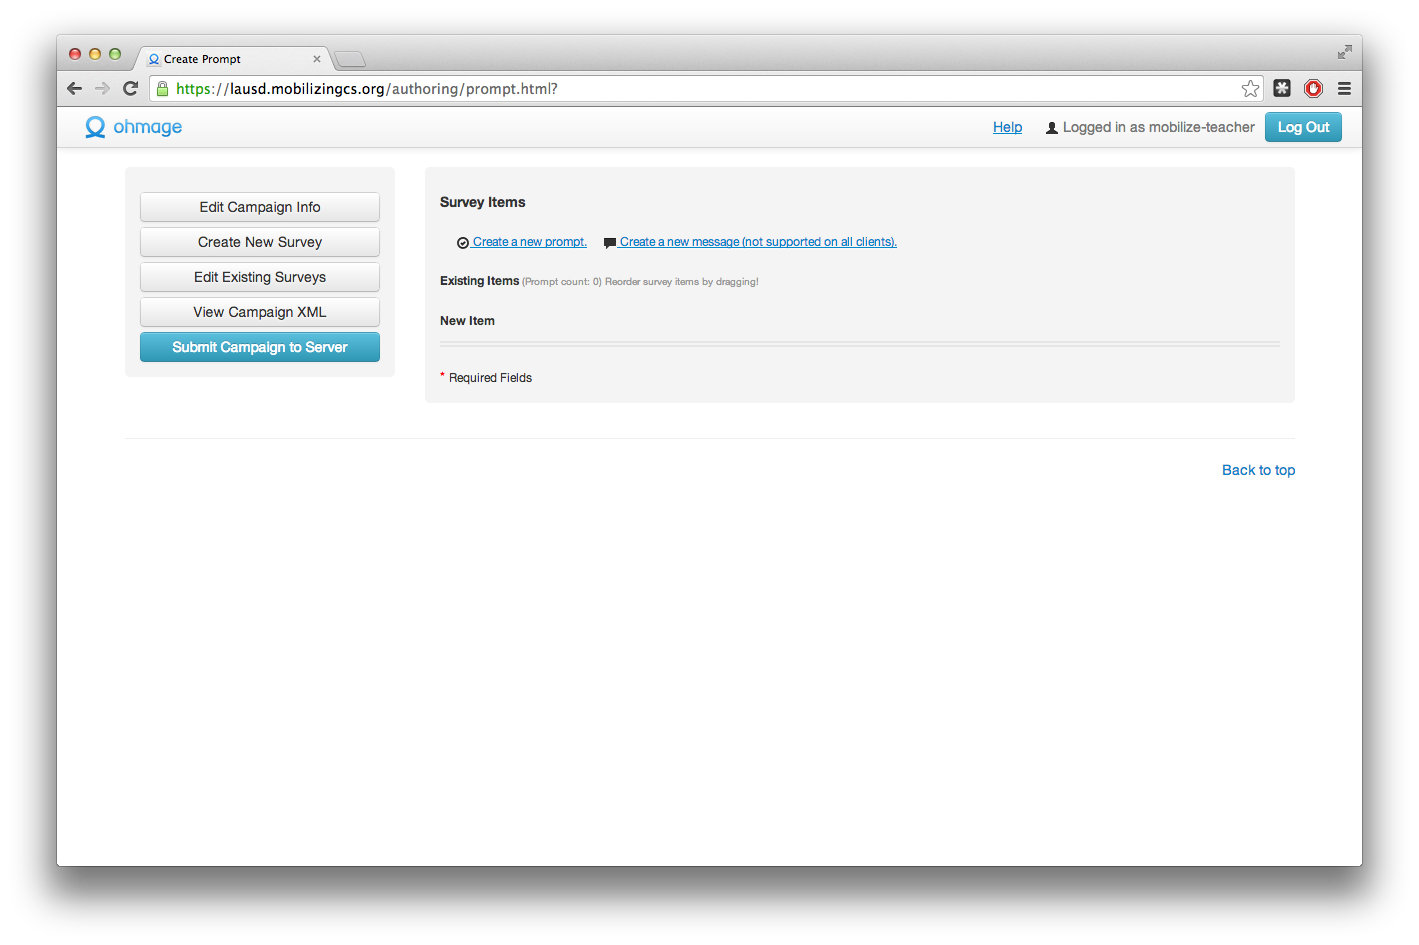 Create Prompt
https://lausd.mobilizingcs.org/authoring/prompt.html?
ohmage
Help
Logged in as mobilize-teacher
Log Out
Edit Campaign Info
Create New Survey
Edit Existing Surveys
View Campaign XML
Submit Campaign to Server
Survey Items
Create a new prompt. Create a new message (not supported on all clients).
Existing Items (Prompt count: 0) Reorder survey items by dragging!
New Item
* Required Fields
Back to top